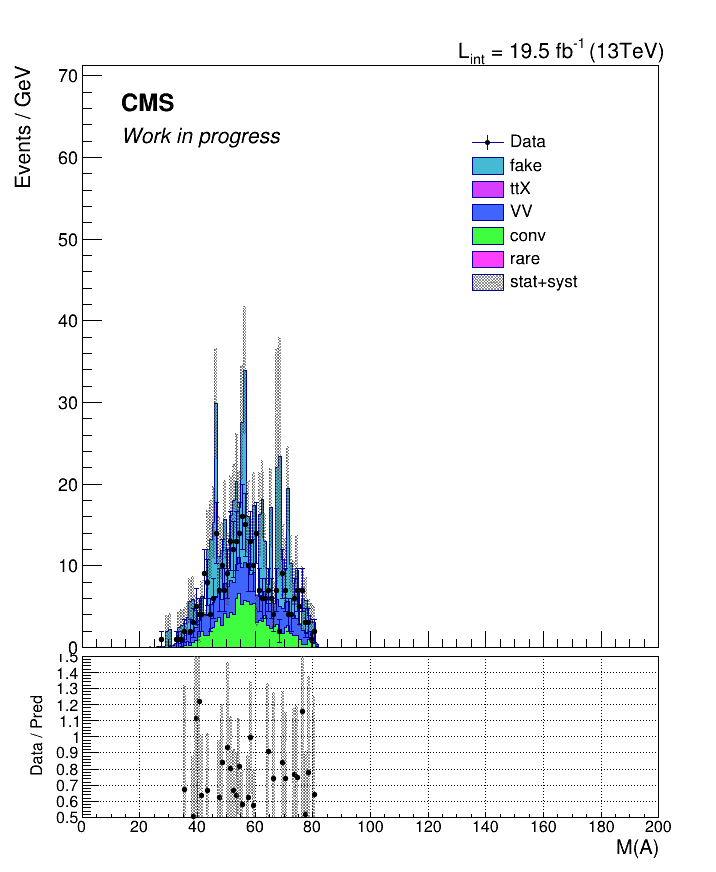 L_int = 19.5 fb^-1 (13TeV)
Events / GeV
CMS
Work in progress
Data
fake
ttX
VV
conv
rare
stat+syst
70
60
50
40
30
20
10
0
Data / Pred
1.5
1.4
1.3
1.2
1.1
1
0.9
0.8
0.7
0.6
0.5
0 20 40 60 80 100 120 140 160 180 200
M(A)